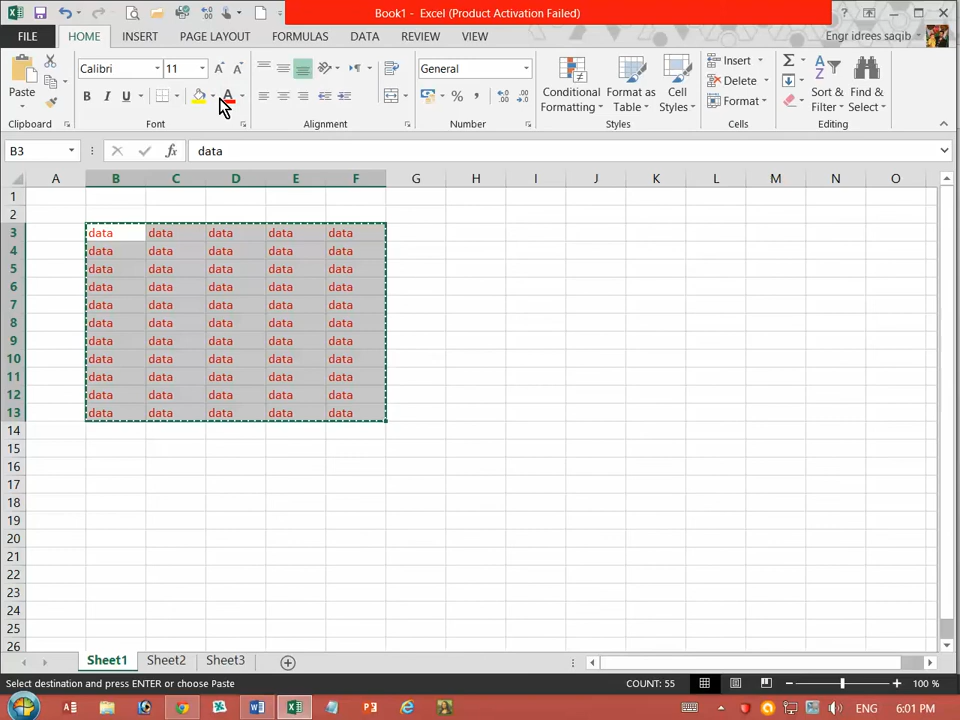 Book1 - Excel (Product Activation Failed)
FILE HOME INSERT PAGE LAYOUT FORMULAS DATA REVIEW VIEW Engr idrees saqib
Paste Calibri 11 General Conditional Formatting Format as Table Cell Styles Insert Delete Format Sort & Filter Find & Select
Clipboard Font Alignment Number Styles Cells Editing
B3 data
A B C D E F G H I J K L M N O
1
2
3 data data data data data
4 data data data data data
5 data data data data data
6 data data data data data
7 data data data data data
8 data data data data data
9 data data data data data
10 data data data data data
11 data data data data data
12 data data data data data
13 data data data data data
14
15
16
17
18
19
20
21
22
23
24
25
26
Sheet1 Sheet2 Sheet3
Select destination and press ENTER or choose Paste COUNT: 55 100 %
ENG 6:01 PM